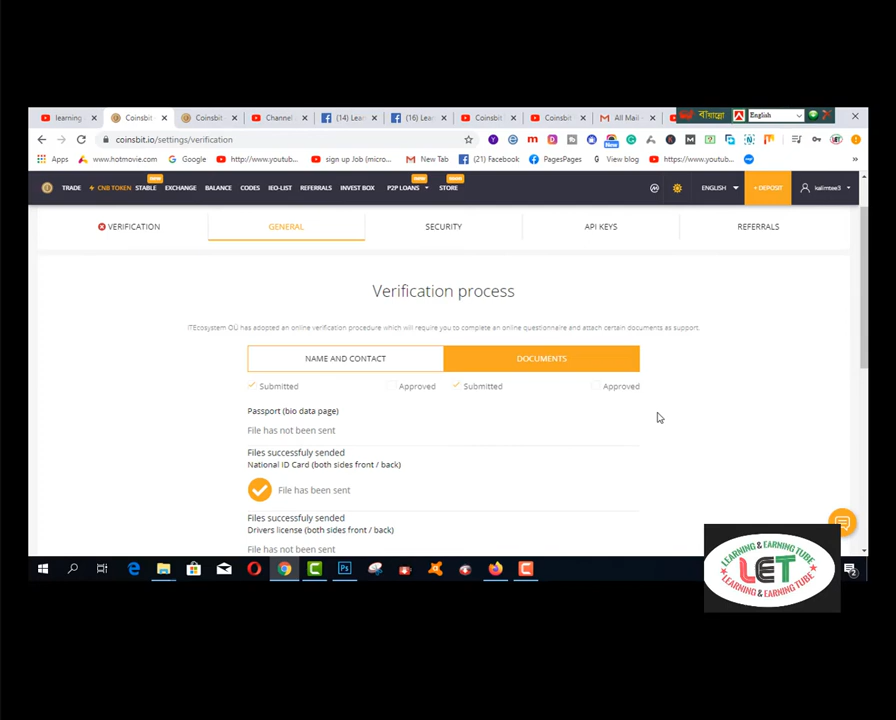 learning
Coinsbit
Coinsbit
Channel
(14) Lea
(16) Lea
Coinsbit
Coinsbit
All Mail
English
coinsbit.io/settings/verification
New
Apps
www.hotmovie.com
Google
http://www.youtub...
sign up Job (micro...
New Tab
(21) Facebook
PagesPages
View blog
https://www.youtub...
»
TRADE
CNB TOKEN
STABLE
EXCHANGE
BALANCE
CODES
IEO-LIST
REFERRALS
INVEST BOX
P2P LOANS
STORE
ENGLISH
+ DEPOSIT
kalimtee3
VERIFICATION
GENERAL
SECURITY
API KEYS
REFERRALS
Verification process
ITEcosystem OÜ has adopted an online verification procedure which will require you to complete an online questionnaire and attach certain documents as support.
NAME AND CONTACT
DOCUMENTS
Submitted
Approved
Submitted
Approved
Passport (bio data page)
File has not been sent
Files successfuly sended
National ID Card (both sides front / back)
File has been sent
Files successfuly sended
Drivers license (both sides front / back)
File has not been sent
LEARNING & EARNING TUBE
LET
LEARNING & EARNING TUBE
Ps
2